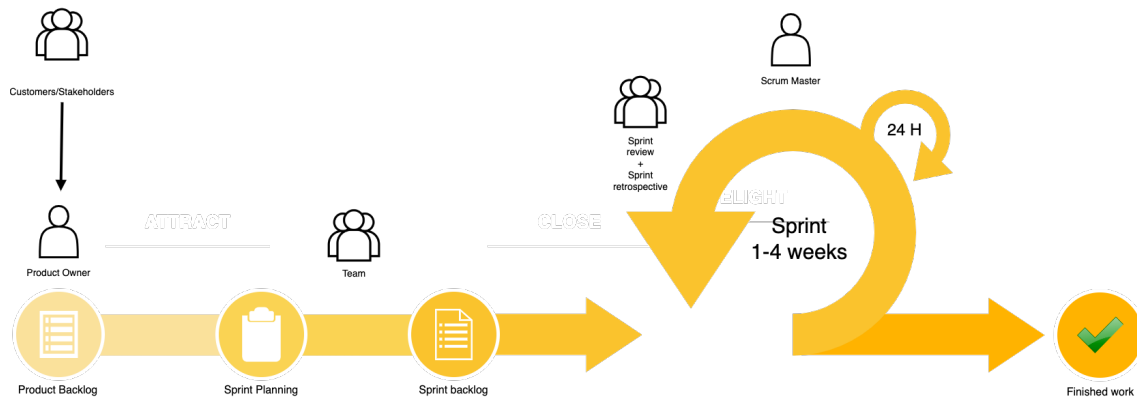 Scrum Master
Customers/Stakeholders
24 H
Sprint
review
+
Sprint
retrospective
ELIGHT
ATTRACT
CLOSE
Sprint
1-4 weeks
Product Owner
Team
Product Backlog
Sprint Planning
Sprint backlog
Finished work